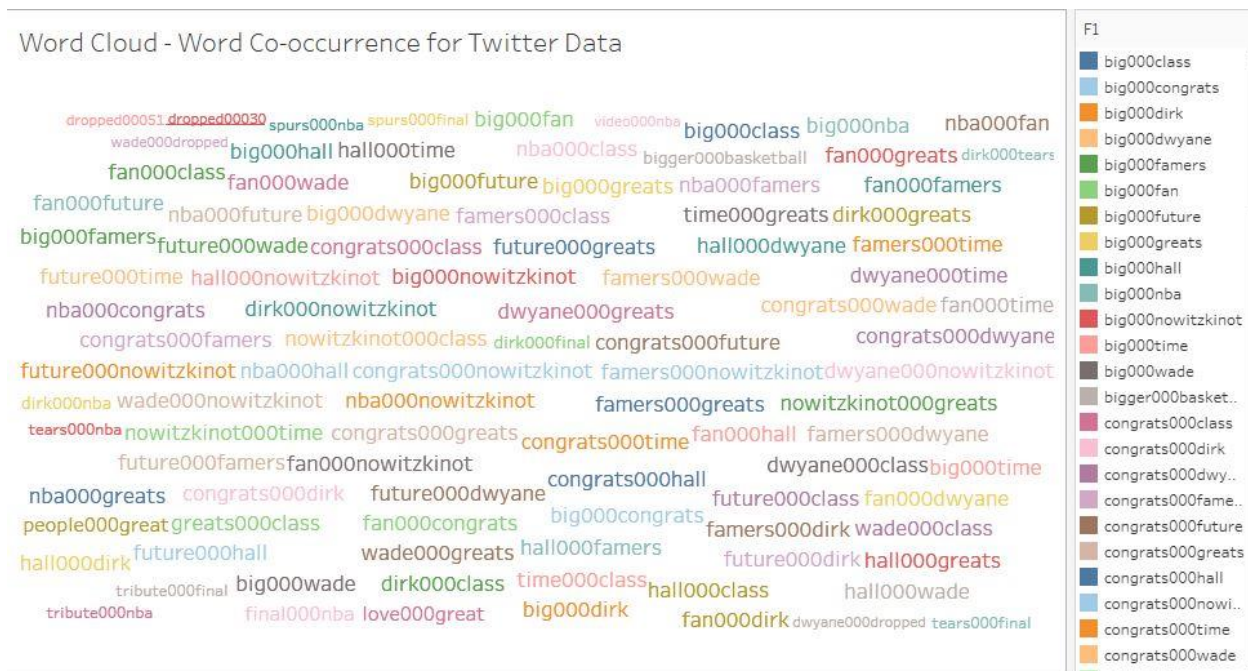 Word Cloud - Word Co-occurrence for Twitter Data
dropped00051 dropped00030 spurs000nba spurs000final big000fan video000nba big000class big000nba nba000fan
wade000dropped big000hall hall000time nba000class bigger000basketball fan000greats dirk000tears
fan000class fan000wade big000future big000greats nba000famers fan000famers
fan000future nba000future big000dwyane famers000class time000greats dirk000greats
big000famers future000wade congrats000class future000greats hall000dwyane famers000time
future000time hall000nowitzkinot big000nowitzkinot famers000wade dwyane000time
nba000congrats dirk000nowitzkinot dwyane000greats congrats000wade fan000time
congrats000famers nowitzkinot000class dirk000final congrats000future congrats000dwyane
future000nowitzkinot nba000hall congrats000nowitzkinot famers000nowitzkinot dwyane000nowitzkinot
dirk000nba wade000nowitzkinot nba000nowitzkinot famers000greats nowitzkinot000greats
tears000nba nowitzkinot000time congrats000greats congrats000time fan000hall famers000dwyane
future000famers fan000nowitzkinot congrats000hall dwyane000class big000time
nba000greats congrats000dirk future000dwyane future000class fan000dwyane
people000great greats000class fan000congrats big000congrats famers000dirk wade000class
hall000dirk future000hall wade000greats hall000famers future000dirk hall000greats
tribute000final big000wade dirk000class time000class hall000class hall000wade
tribute000nba final000nba love000great big000dirk fan000dirk dwyane000dropped tears000final
F1
big000class
big000congrats
big000dirk
big000dwyane
big000famers
big000fan
big000future
big000greats
big000hall
big000nba
big000nowitzkinot
big000time
big000wade
bigger000basket..
congrats000class
congrats000dirk
congrats000dwy..
congrats000fame..
congrats000future
congrats000greats
congrats000hall
congrats000nowi..
congrats000time
congrats000wade